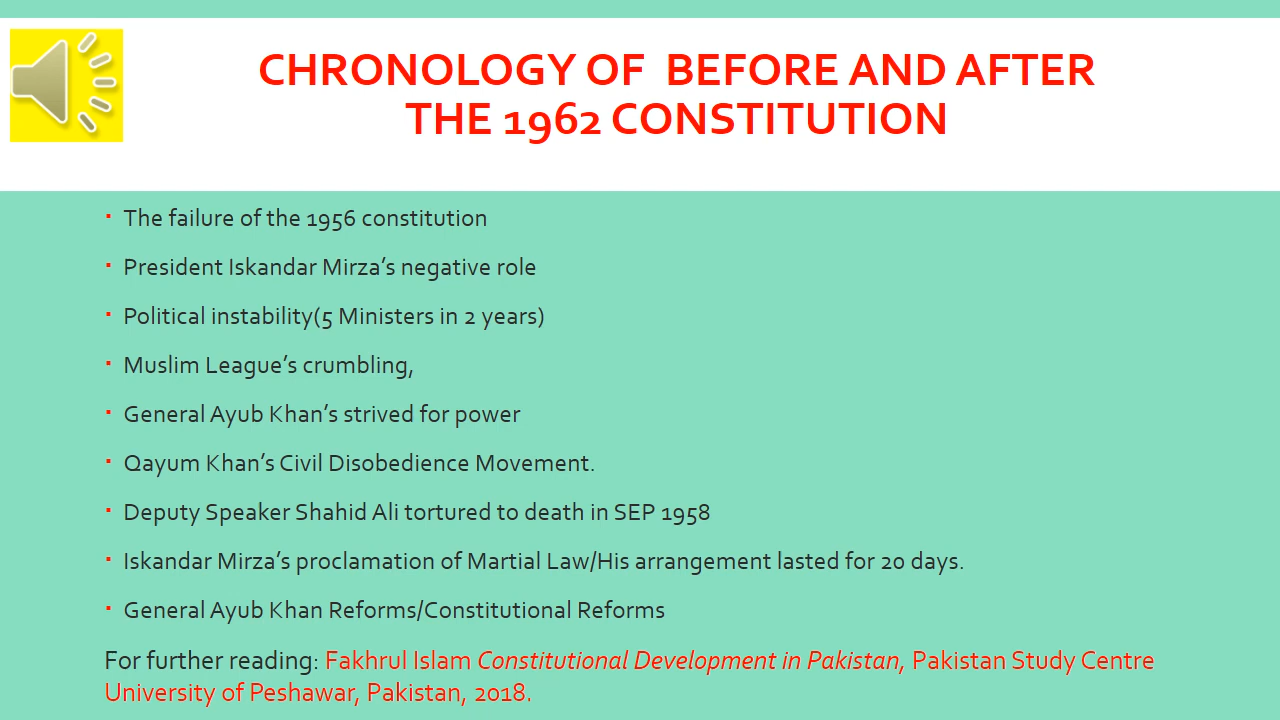 CHRONOLOGY OF BEFORE AND AFTER
THE 1962 CONSTITUTION
The failure of the 1956 constitution
President Iskandar Mirza’s negative role
Political instability(5 Ministers in 2 years)
Muslim League’s crumbling,
General Ayub Khan’s strived for power
Qayum Khan’s Civil Disobedience Movement.
Deputy Speaker Shahid Ali tortured to death in SEP 1958
Iskandar Mirza’s proclamation of Martial Law/His arrangement lasted for 20 days.
General Ayub Khan Reforms/Constitutional Reforms
For further reading: Fakhrul Islam Constitutional Development in Pakistan, Pakistan Study Centre
University of Peshawar, Pakistan, 2018.